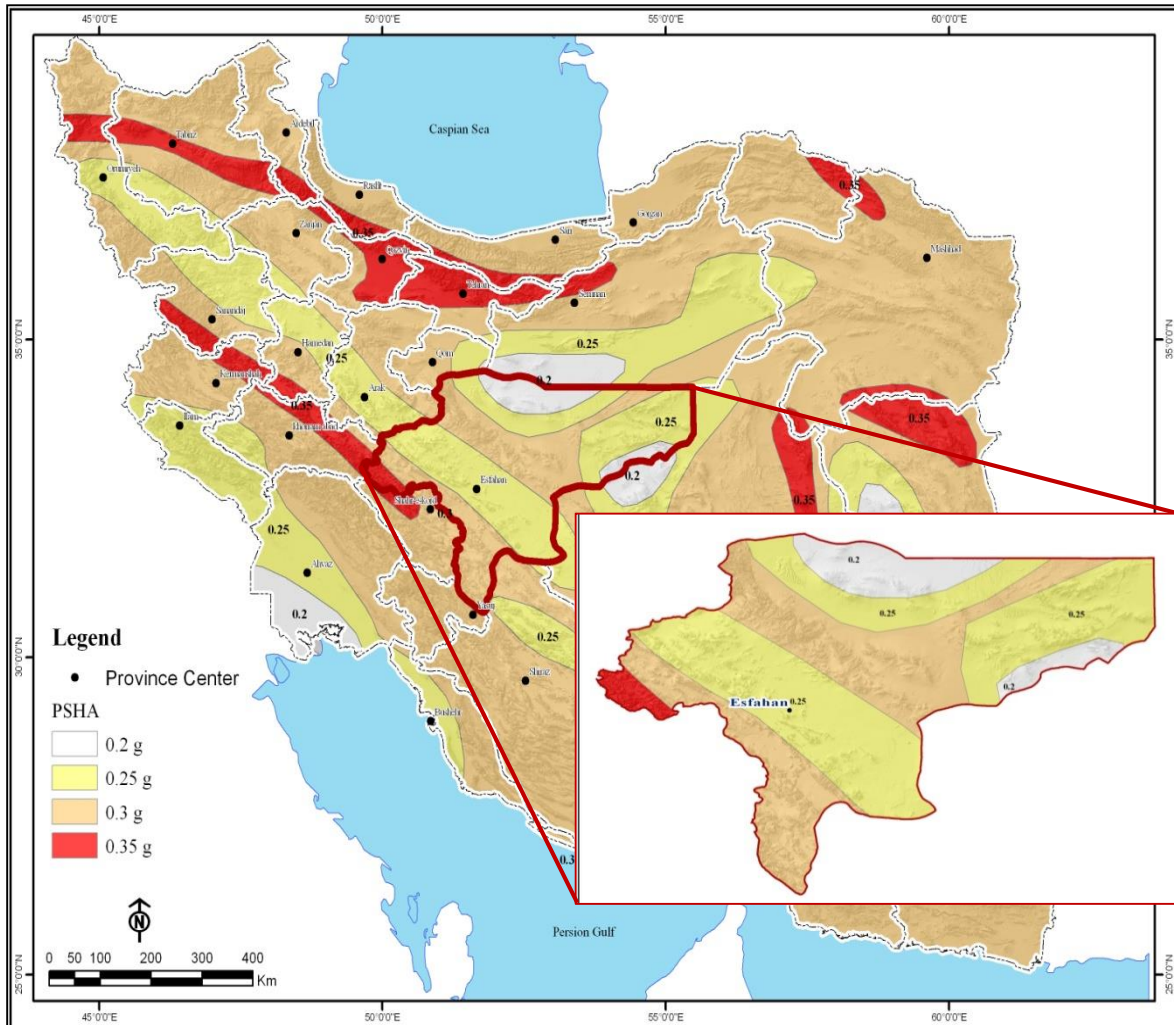 45°0'0"E 50°0'0"E 55°0'0"E 60°0'0"E
Caspian Sea
Ardebil
Tabriz
Orumiyeh
Rasht
0.35
Zanjan
0.35
Gorgan
Sari
Qazvin
Mashhad
Tehran
Semnan
Sanandaj
35°0'0"N 35°0'0"N
Hamedan
0.25
0.25
Qom
0.2
Kermanshah
Arak
0.35
0.25
0.35
Ilam
Khorramabad
0.2
Esfahan
0.35
Shahrekord
0.3
0.25
Ahvaz
0.2
Yasuj
0.25
Shiraz
Bushehr
0.3
Persion Gulf
30°0'0"N
25°0'0"N 25°0'0"N
45°0'0"E 50°0'0"E 55°0'0"E 60°0'0"E
Legend
Province Center
PSHA
0.2 g
0.25 g
0.3 g
0.35 g
N
0 50 100 200 300 400
Km
0.2
0.25
0.25
0.2
Esfahan
0.25